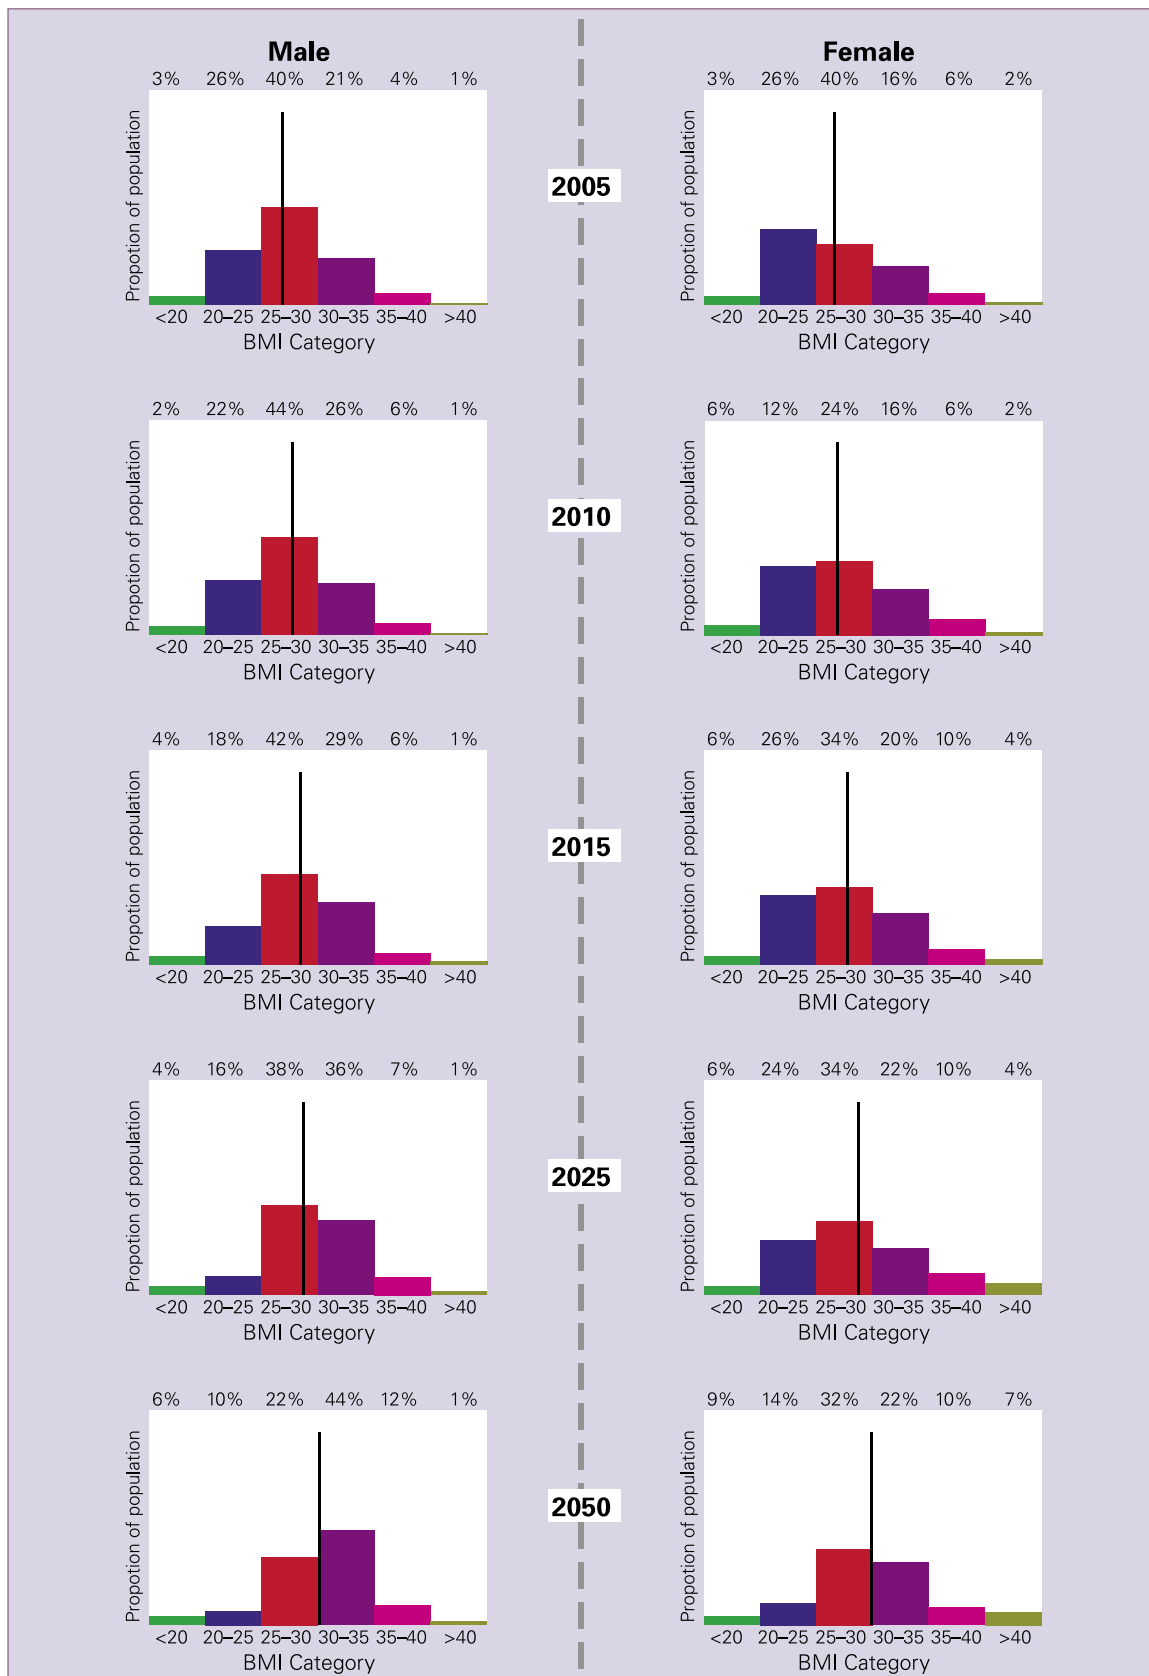 Male
Female
3% 26% 40% 21% 4% 1%
3% 26% 40% 16% 6% 2%
Propotion of population
Propotion of population
2005
<20 20–25 25–30 30–35 35–40 >40
<20 20–25 25–30 30–35 35–40 >40
BMI Category
BMI Category
2% 22% 44% 26% 6% 1%
6% 12% 24% 16% 6% 2%
Propotion of population
Propotion of population
2010
<20 20–25 25–30 30–35 35–40 >40
<20 20–25 25–30 30–35 35–40 >40
BMI Category
BMI Category
4% 18% 42% 29% 6% 1%
6% 26% 34% 20% 10% 4%
Propotion of population
Propotion of population
2015
<20 20–25 25–30 30–35 35–40 >40
<20 20–25 25–30 30–35 35–40 >40
BMI Category
BMI Category
4% 16% 38% 36% 7% 1%
6% 24% 34% 22% 10% 4%
Propotion of population
Propotion of population
2025
<20 20–25 25–30 30–35 35–40 >40
<20 20–25 25–30 30–35 35–40 >40
BMI Category
BMI Category
6% 10% 22% 44% 12% 1%
9% 14% 32% 22% 10% 7%
Propotion of population
Propotion of population
2050
<20 20–25 25–30 30–35 35–40 >40
<20 20–25 25–30 30–35 35–40 >40
BMI Category
BMI Category